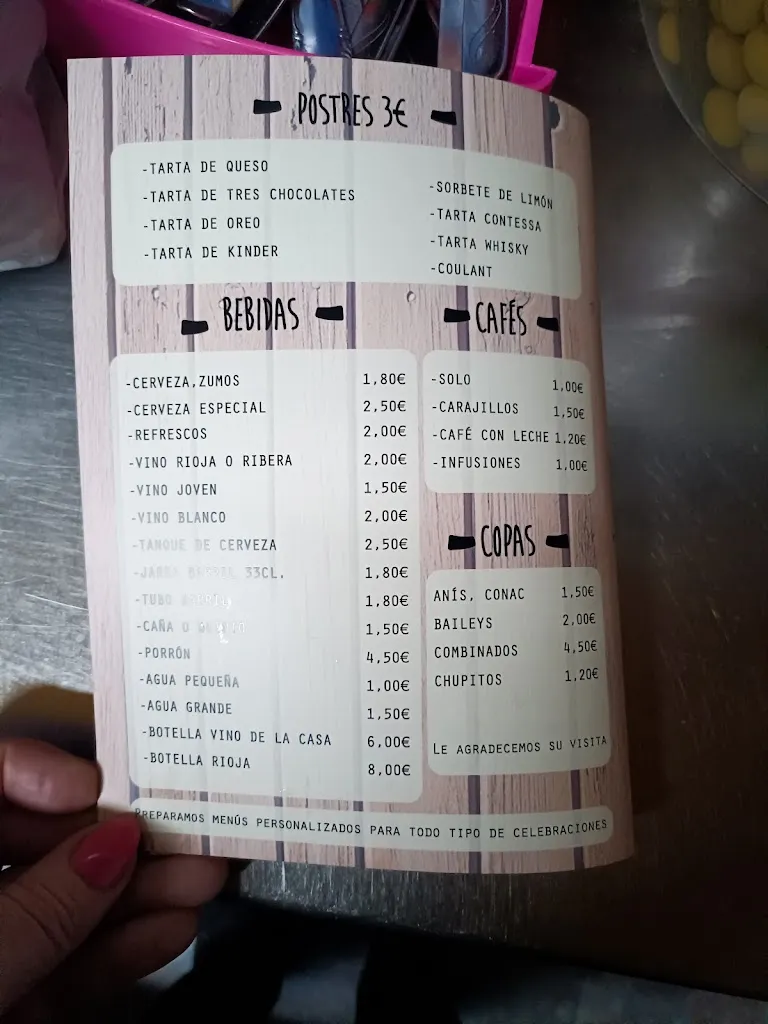 POSTRES 3€
-TARTA DE QUESO
-TARTA DE TRES CHOCOLATES
-TARTA DE OREO
-TARTA DE KINDER
-SORBETE DE LIMÓN
-TARTA CONTESSA
-TARTA WHISKY
-COULANT
BEBIDAS
-CERVEZA,ZUMOS 1,80€
-CERVEZA ESPECIAL 2,50€
-REFRESCOS 2,00€
-VINO RIOJA O RIBERA 2,00€
-VINO JOVEN 1,50€
-VINO BLANCO 2,00€
-TANQUE DE CERVEZA 2,50€
-JARRA 33CL. 1,80€
-TUBO 1,80€
-CAÑA O 1,50€
-PORRÓN 4,50€
-AGUA PEQUEÑA 1,00€
-AGUA GRANDE 1,50€
-BOTELLA VINO DE LA CASA 6,00€
-BOTELLA RIOJA 8,00€
CAFÉS
-SOLO 1,00€
-CARAJILLOS 1,50€
-CAFÉ CON LECHE 1.20€
-INFUSIONES 1,00€
COPAS
ANÍS, CONAC 1,50€
BAILEYS 2,00€
COMBINADOS 4,50€
CHUPITOS 1,20€
LE AGRADECEMOS SU VISITA
PREPARAMOS MENÚS PERSONALIZADOS PARA TODO TIPO DE CELEBRACIONES